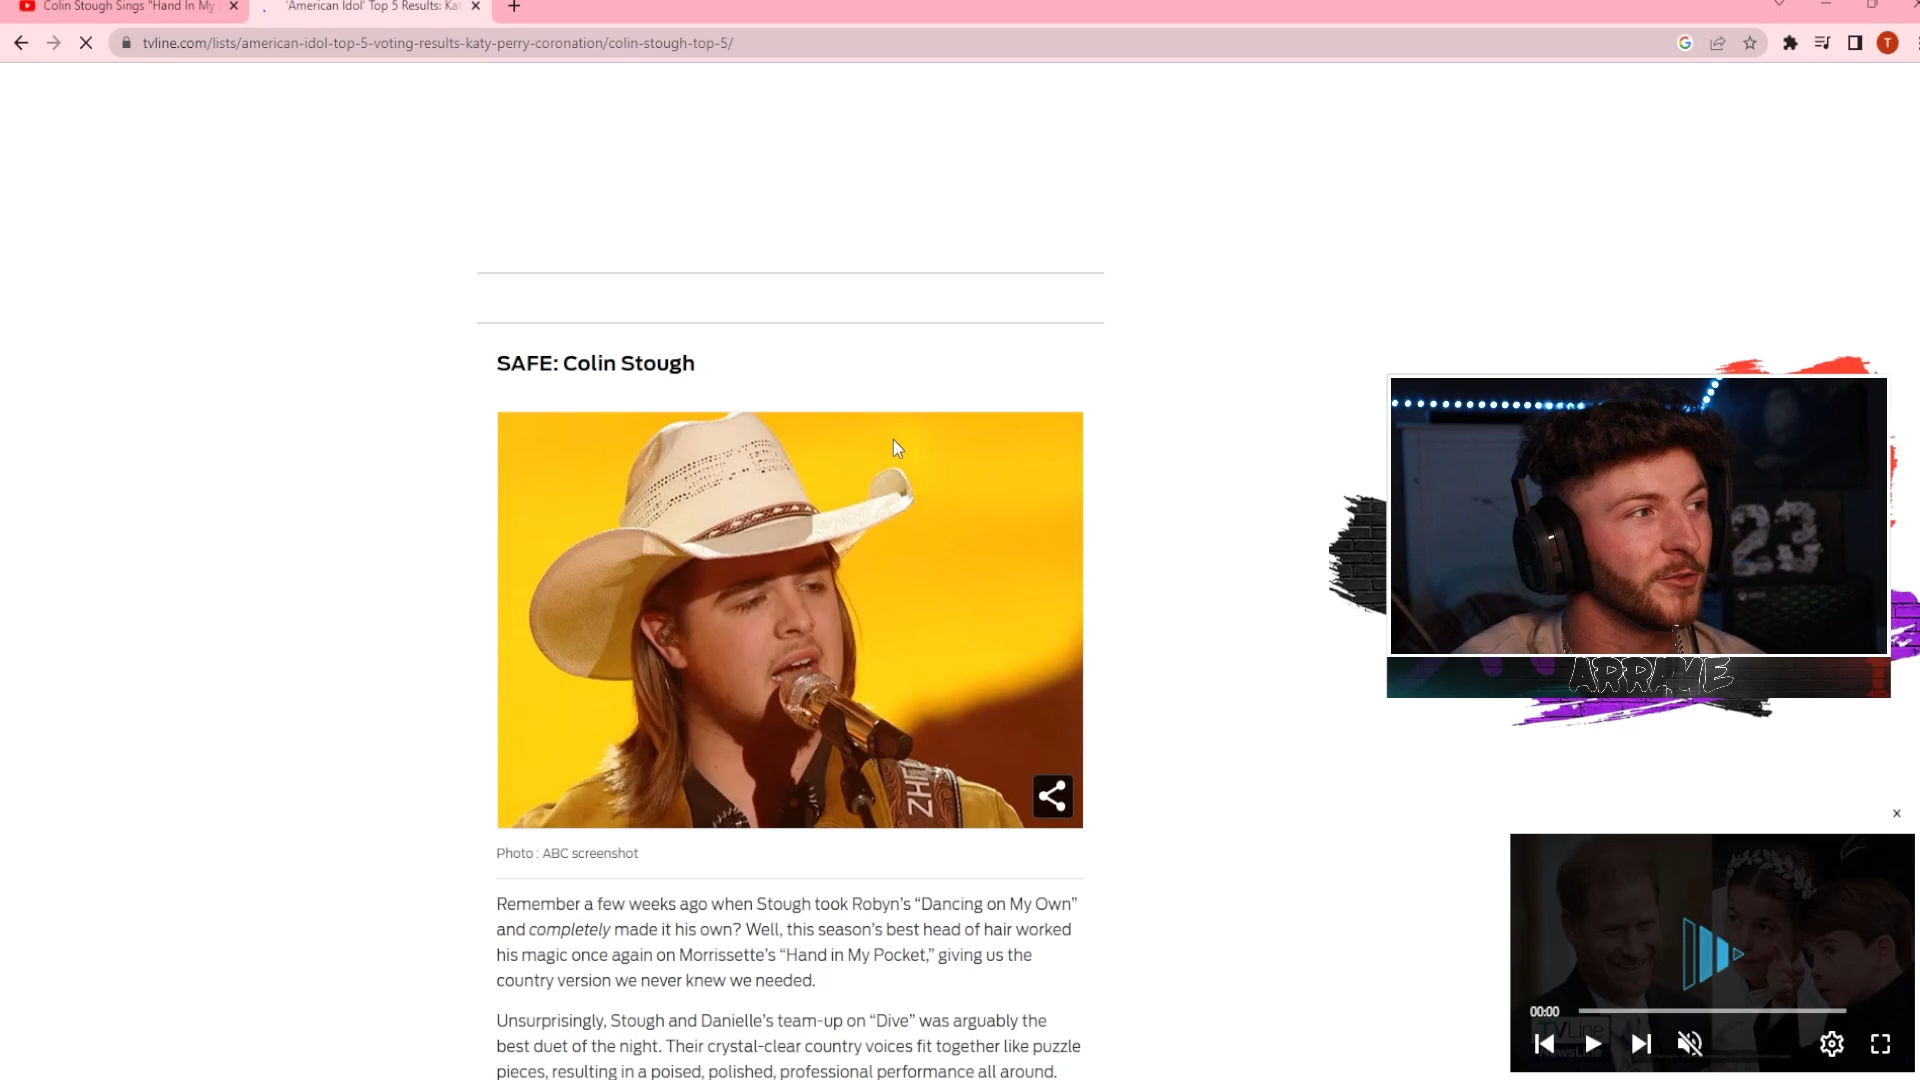 Colin Stough Sings "Hand In My
'American Idol' Top 5 Results: Kat
tvline.com/lists/american-idol-top-5-voting-results-katy-perry-coronation/colin-stough-top-5/
T
SAFE: Colin Stough
ZHI
23
ARRAYE
Photo : ABC screenshot
Remember a few weeks ago when Stough took Robyn’s “Dancing on My Own”
and completely made it his own? Well, this season’s best head of hair worked
his magic once again on Morrissette’s “Hand in My Pocket,” giving us the
country version we never knew we needed.
Unsurprisingly, Stough and Danielle’s team-up on “Dive” was arguably the
best duet of the night. Their crystal-clear country voices fit together like puzzle
pieces, resulting in a poised, polished, professional performance all around.
00:00
TVLine
NewsLine